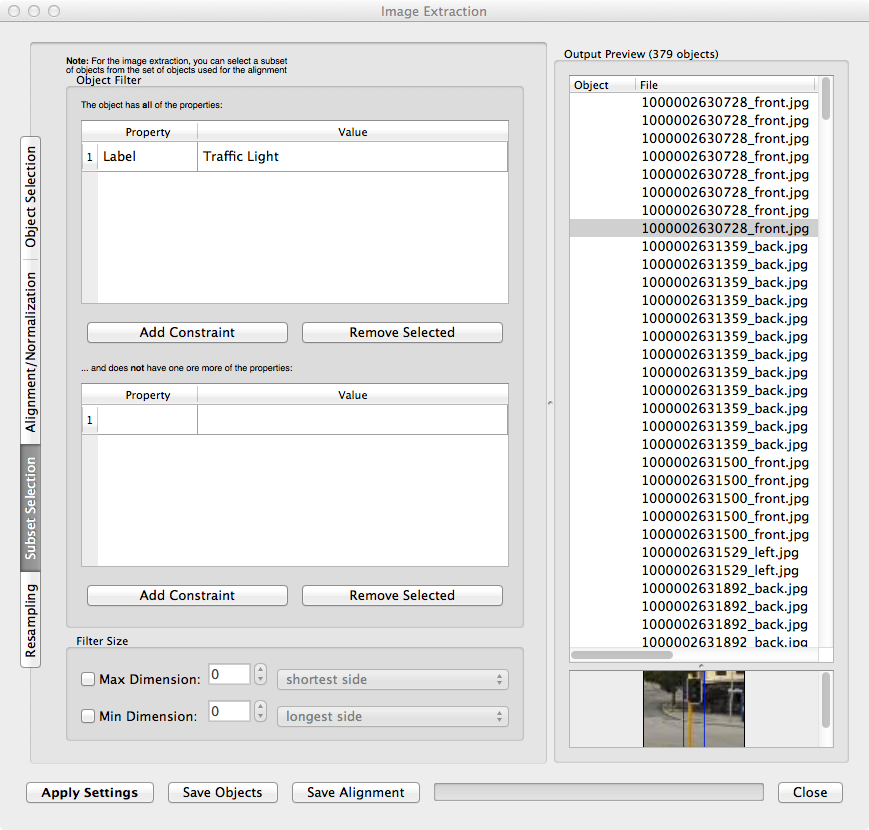 Image Extraction
Note: For the image extraction, you can select a subset
of objects from the set of objects used for the alignment
Object Filter
The object has all of the properties:
Property Value
1 Label Traffic Light
Add Constraint Remove Selected
... and does not have one ore more of the properties:
Property Value
1
Add Constraint Remove Selected
Filter Size
Max Dimension: 0 shortest side
Min Dimension: 0 longest side
Object Selection
Alignment/Normalization
Subset Selection
Resampling
Output Preview (379 objects)
Object File
1000002630728_front.jpg
1000002630728_front.jpg
1000002630728_front.jpg
1000002630728_front.jpg
1000002630728_front.jpg
1000002630728_front.jpg
1000002630728_front.jpg
1000002630728_front.jpg
1000002631359_back.jpg
1000002631359_back.jpg
1000002631359_back.jpg
1000002631359_back.jpg
1000002631359_back.jpg
1000002631359_back.jpg
1000002631359_back.jpg
1000002631359_back.jpg
1000002631359_back.jpg
1000002631359_back.jpg
1000002631359_back.jpg
1000002631359_back.jpg
1000002631500_front.jpg
1000002631500_front.jpg
1000002631500_front.jpg
1000002631500_front.jpg
1000002631500_front.jpg
1000002631529_left.jpg
1000002631529_left.jpg
1000002631892_back.jpg
1000002631892_back.jpg
1000002631892_back.jpg
1000002631892_back.jpg
Apply Settings Save Objects Save Alignment Close